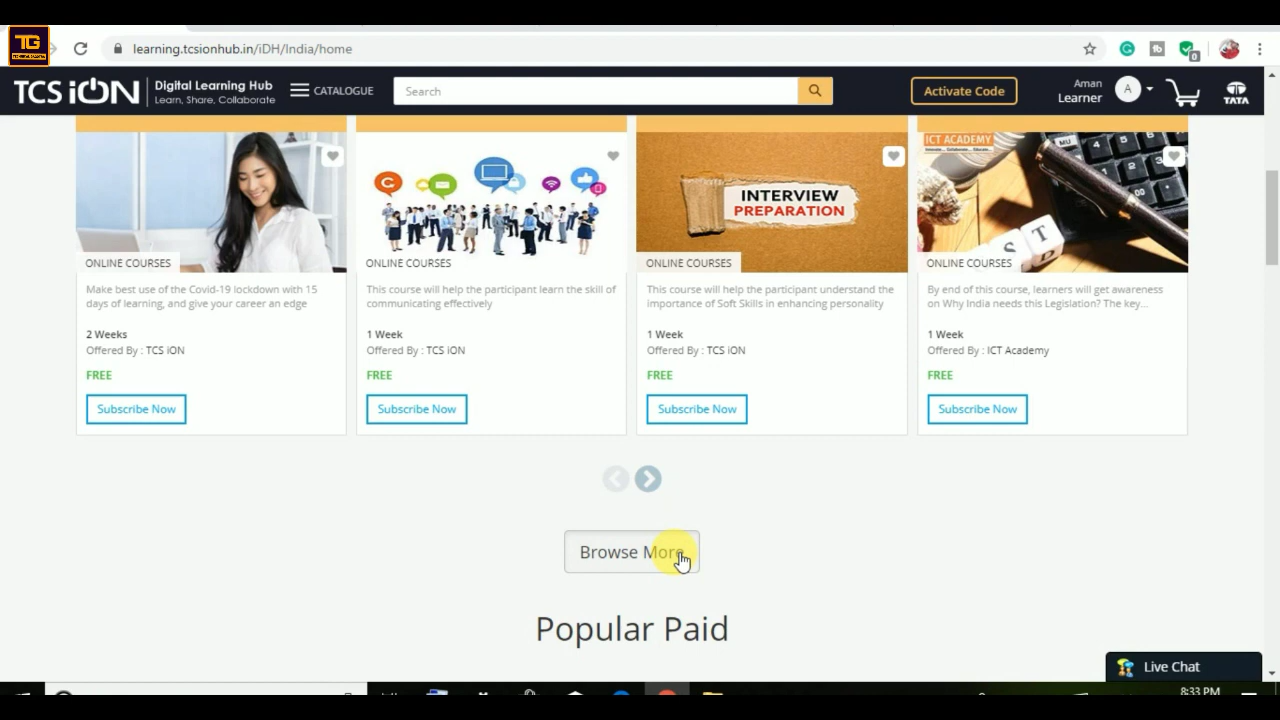 TG
learning.tcsionhub.in/iDH/India/home
0
TCS iON
Digital Learning Hub
Learn, Share, Collaborate
CATALOGUE
Search
Activate Code
Aman
Learner
A
TATA
ICT ACADEMY
INTERVIEW
PREPARATION
S T
MU
ONLINE COURSES
ONLINE COURSES
ONLINE COURSES
ONLINE COURSES
Make best use of the Covid-19 lockdown with 15
days of learning, and give your career an edge
This course will help the participant learn the skill of
communicating effectively
This course will help the participant understand the
importance of Soft Skills in enhancing personality
By end of this course, learners will get awareness
on Why India needs this Legislation? The key...
2 Weeks
1 Week
1 Week
1 Week
Offered By : TCS iON
Offered By : TCS iON
Offered By : TCS iON
Offered By : ICT Academy
FREE
FREE
FREE
FREE
Subscribe Now
Subscribe Now
Subscribe Now
Subscribe Now
Browse More
Popular Paid
Live Chat
8:33 PM